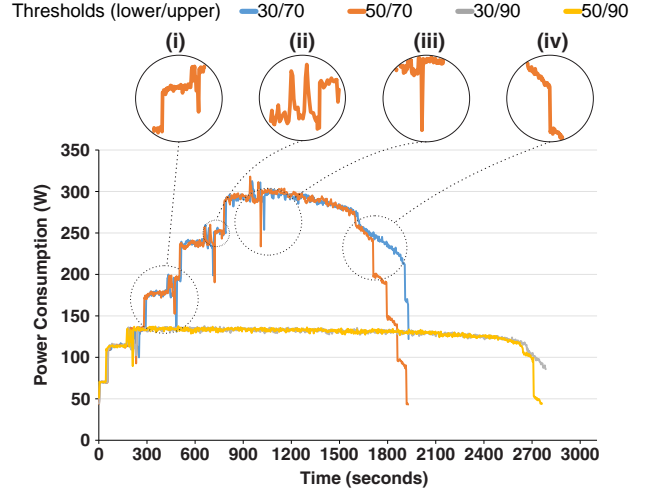 Thresholds (lower/upper) 30/70 50/70 30/90 50/90
(i) (ii) (iii) (iv)
350
300
250
200
150
100
50
0
Power Consumption (W)
0 300 600 900 1200 1500 1800 2100 2400 2700 3000
Time (seconds)